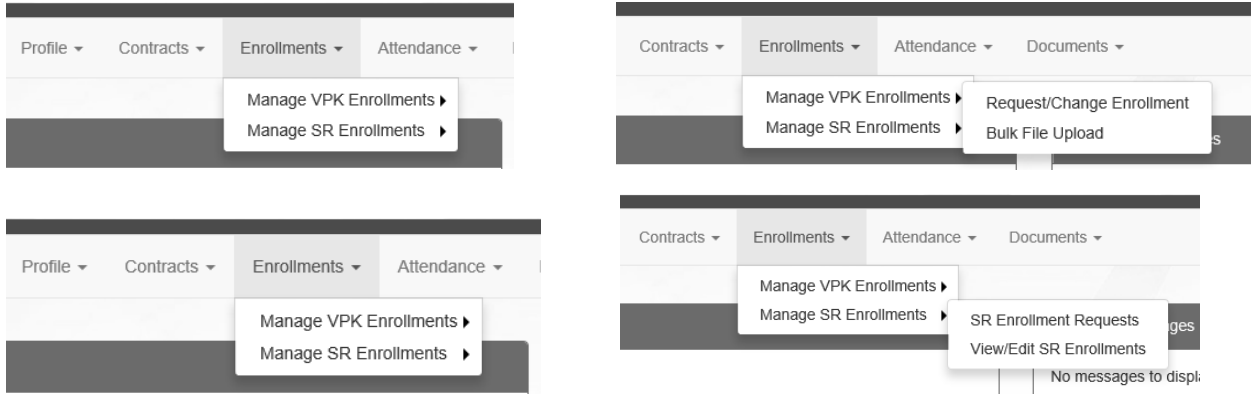 Profile Contracts Enrollments Attendance
Manage VPK Enrollments
Manage SR Enrollments
Contracts Enrollments Attendance Documents
Manage VPK Enrollments
Manage SR Enrollments
Request/Change Enrollment
Bulk File Upload
Profile Contracts Enrollments Attendance
Manage VPK Enrollments
Manage SR Enrollments
Contracts Enrollments Attendance Documents
Manage VPK Enrollments
Manage SR Enrollments
SR Enrollment Requests
View/Edit SR Enrollments
No messages to